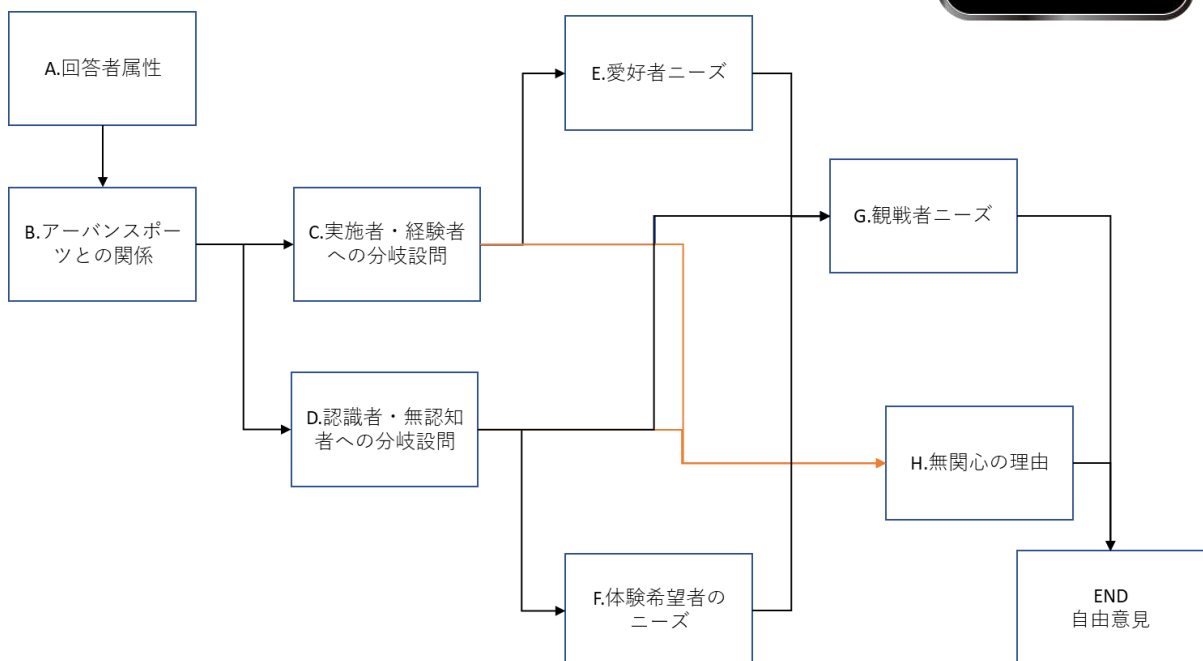 A.回答者属性
B.アーバンスポー
ツとの関係
C.実施者・経験者
への分岐設問
D.認識者・無認知
者への分岐設問
E.愛好者ニーズ
F.体験希望者の
ニーズ
G.観戦者ニーズ
H.無関心の理由
END
自由意見